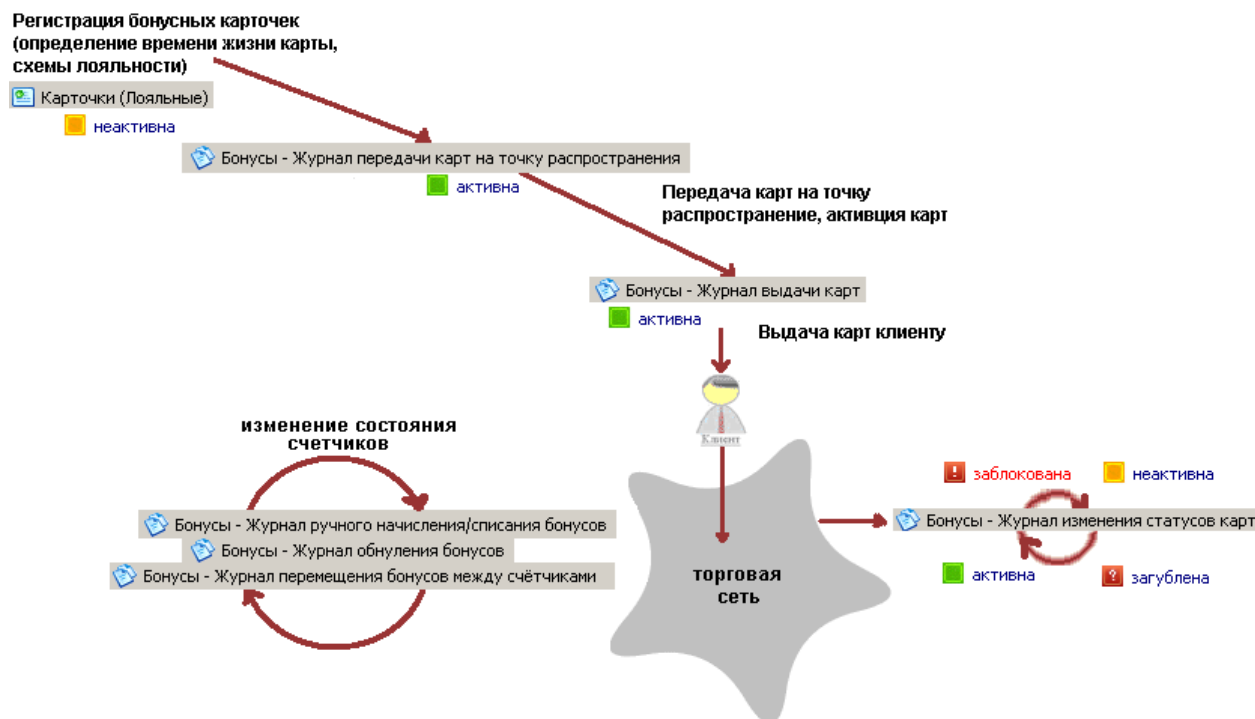 Регистрация бонусных карточек
(определение времени жизни карты,
схемы лояльности)
Карточки (Лояльные)
неактивна
Бонусы - Журнал передачи карт на точку распространения
активна
Передача карт на точку
распространение, активция карт
Бонусы - Журнал выдачи карт
активна
Выдача карт клиенту
Клиент
изменение состояния
счетчиков
Бонусы - Журнал ручного начисления/списания бонусов
Бонусы - Журнал обнуления бонусов
Бонусы - Журнал перемещения бонусов между счётчиками
торговая
сеть
заблокована
неактивна
Бонусы - Журнал изменения статусов карт
активна
загублена